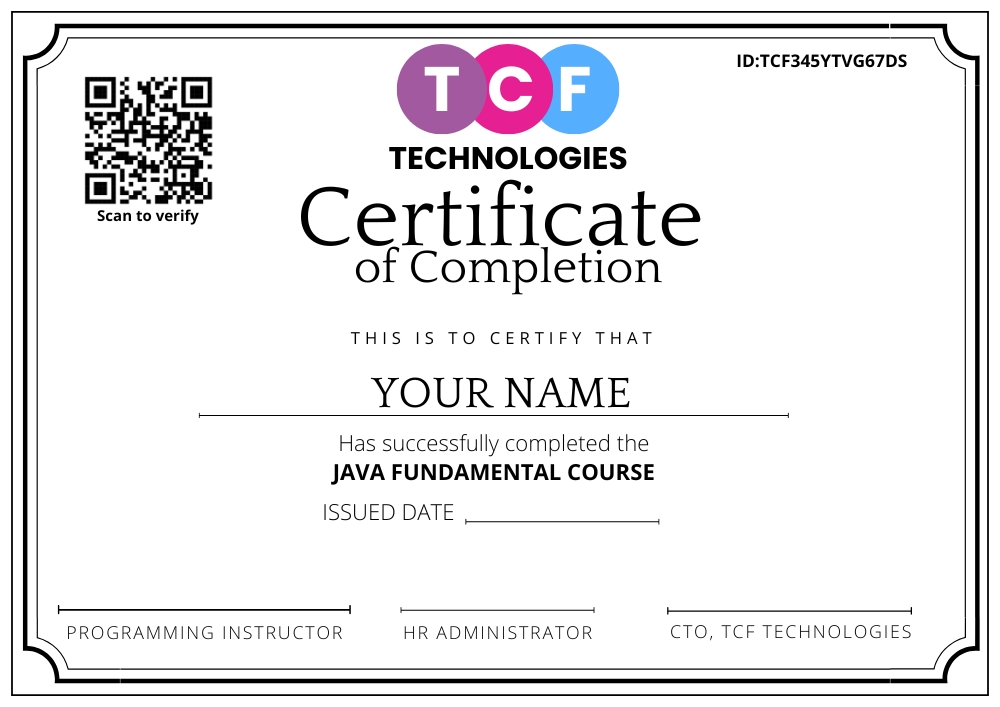 ID:TCF345YTVG67DS
T C F
TECHNOLOGIES
Scan to verify
Certificate
of Completion
THIS IS TO CERTIFY THAT
YOUR NAME
Has successfully completed the
JAVA FUNDAMENTAL COURSE
ISSUED DATE
PROGRAMMING INSTRUCTOR
HR ADMINISTRATOR
CTO, TCF TECHNOLOGIES